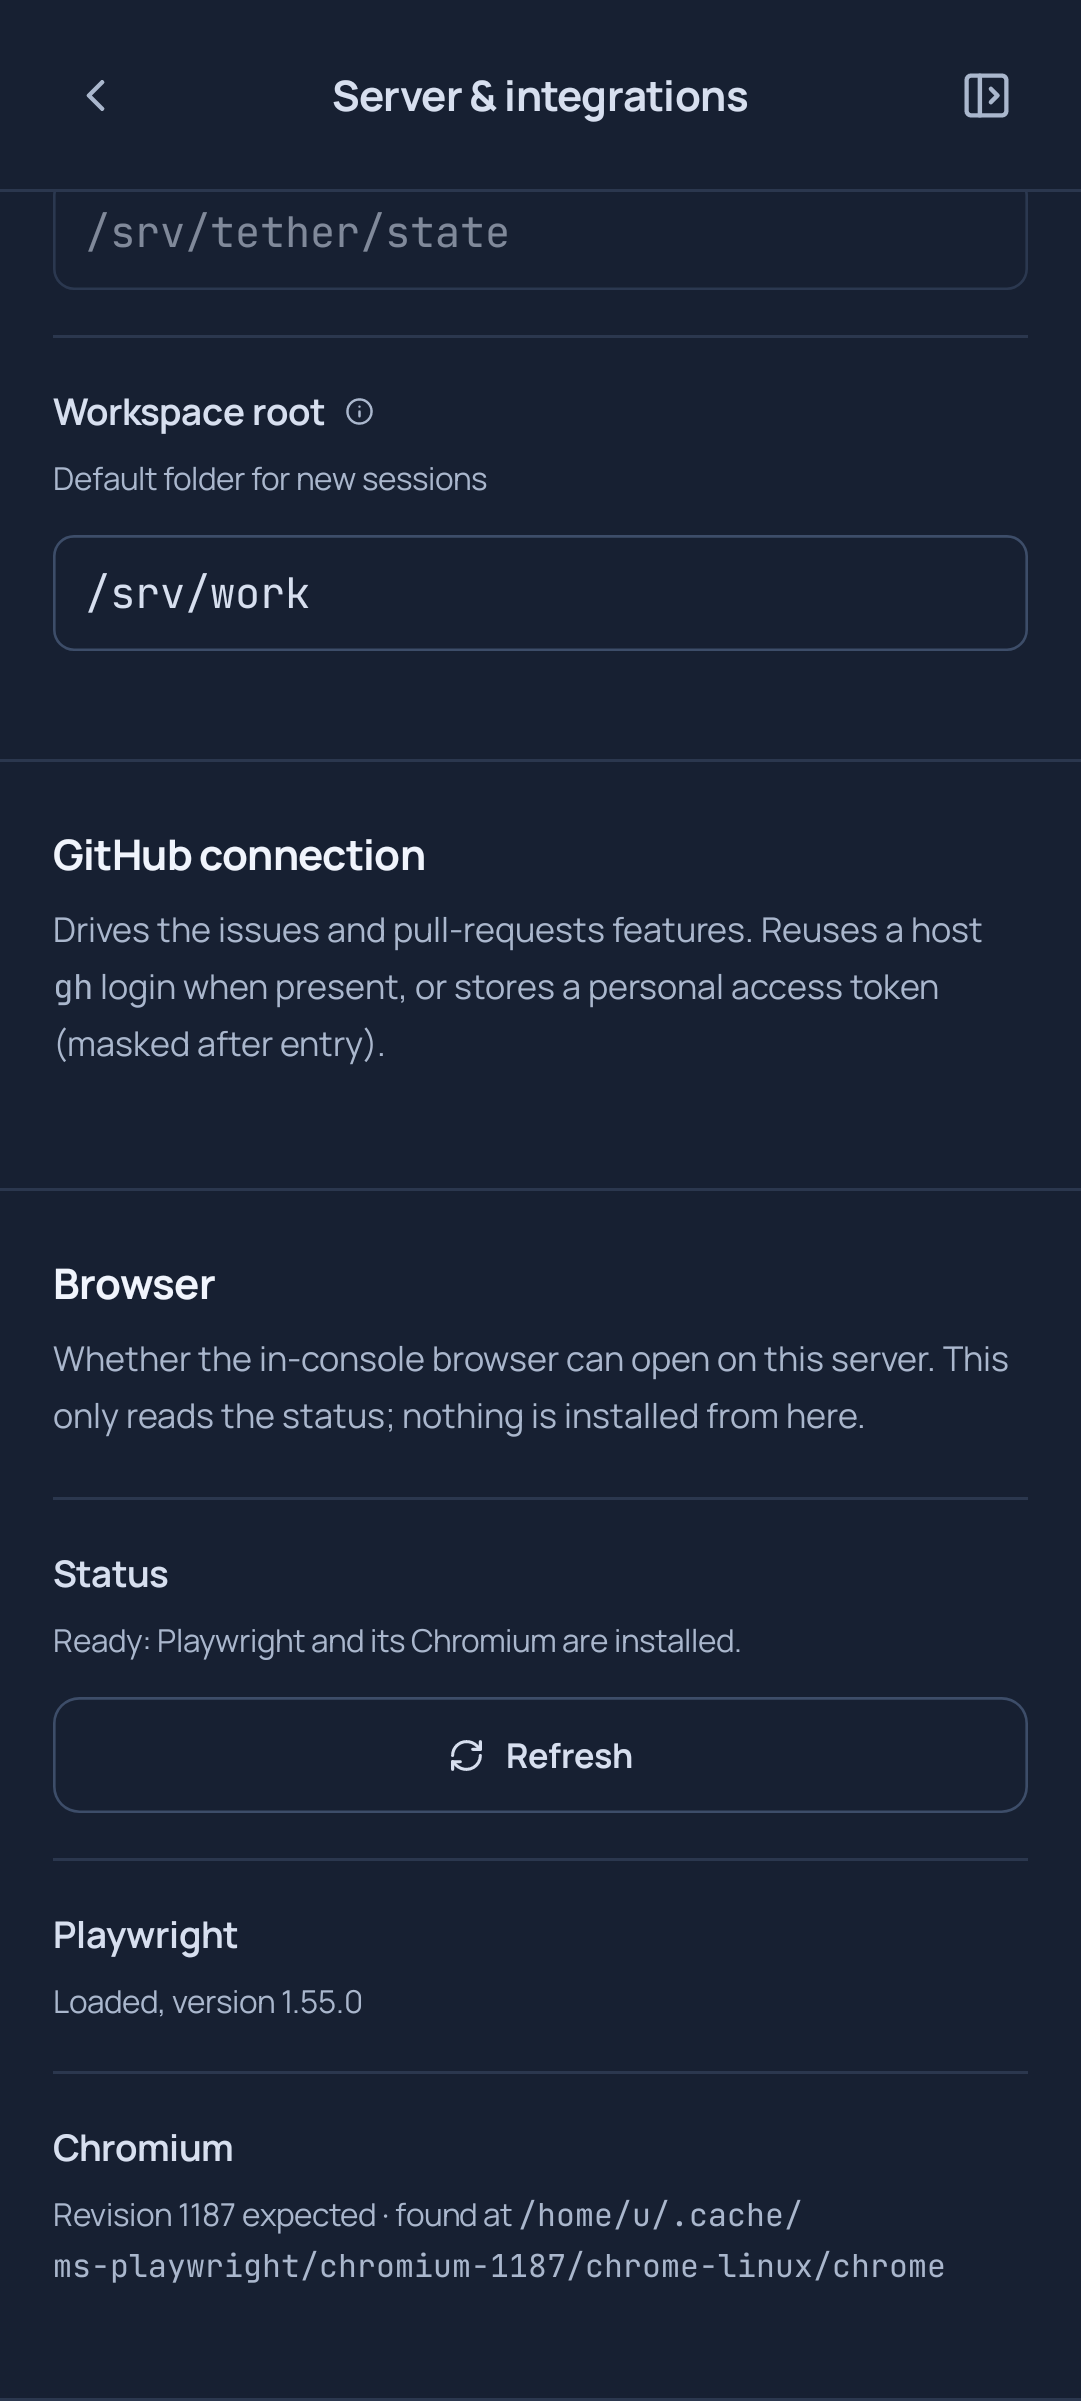 Server & integrations
/srv/tether/state
Workspace root
Default folder for new sessions
/srv/work
GitHub connection
Drives the issues and pull-requests features. Reuses a host
gh login when present, or stores a personal access token
(masked after entry).
Browser
Whether the in-console browser can open on this server. This
only reads the status; nothing is installed from here.
Status
Ready: Playwright and its Chromium are installed.
Refresh
Playwright
Loaded, version 1.55.0
Chromium
Revision 1187 expected · found at /home/u/.cache/
ms-playwright/chromium-1187/chrome-linux/chrome